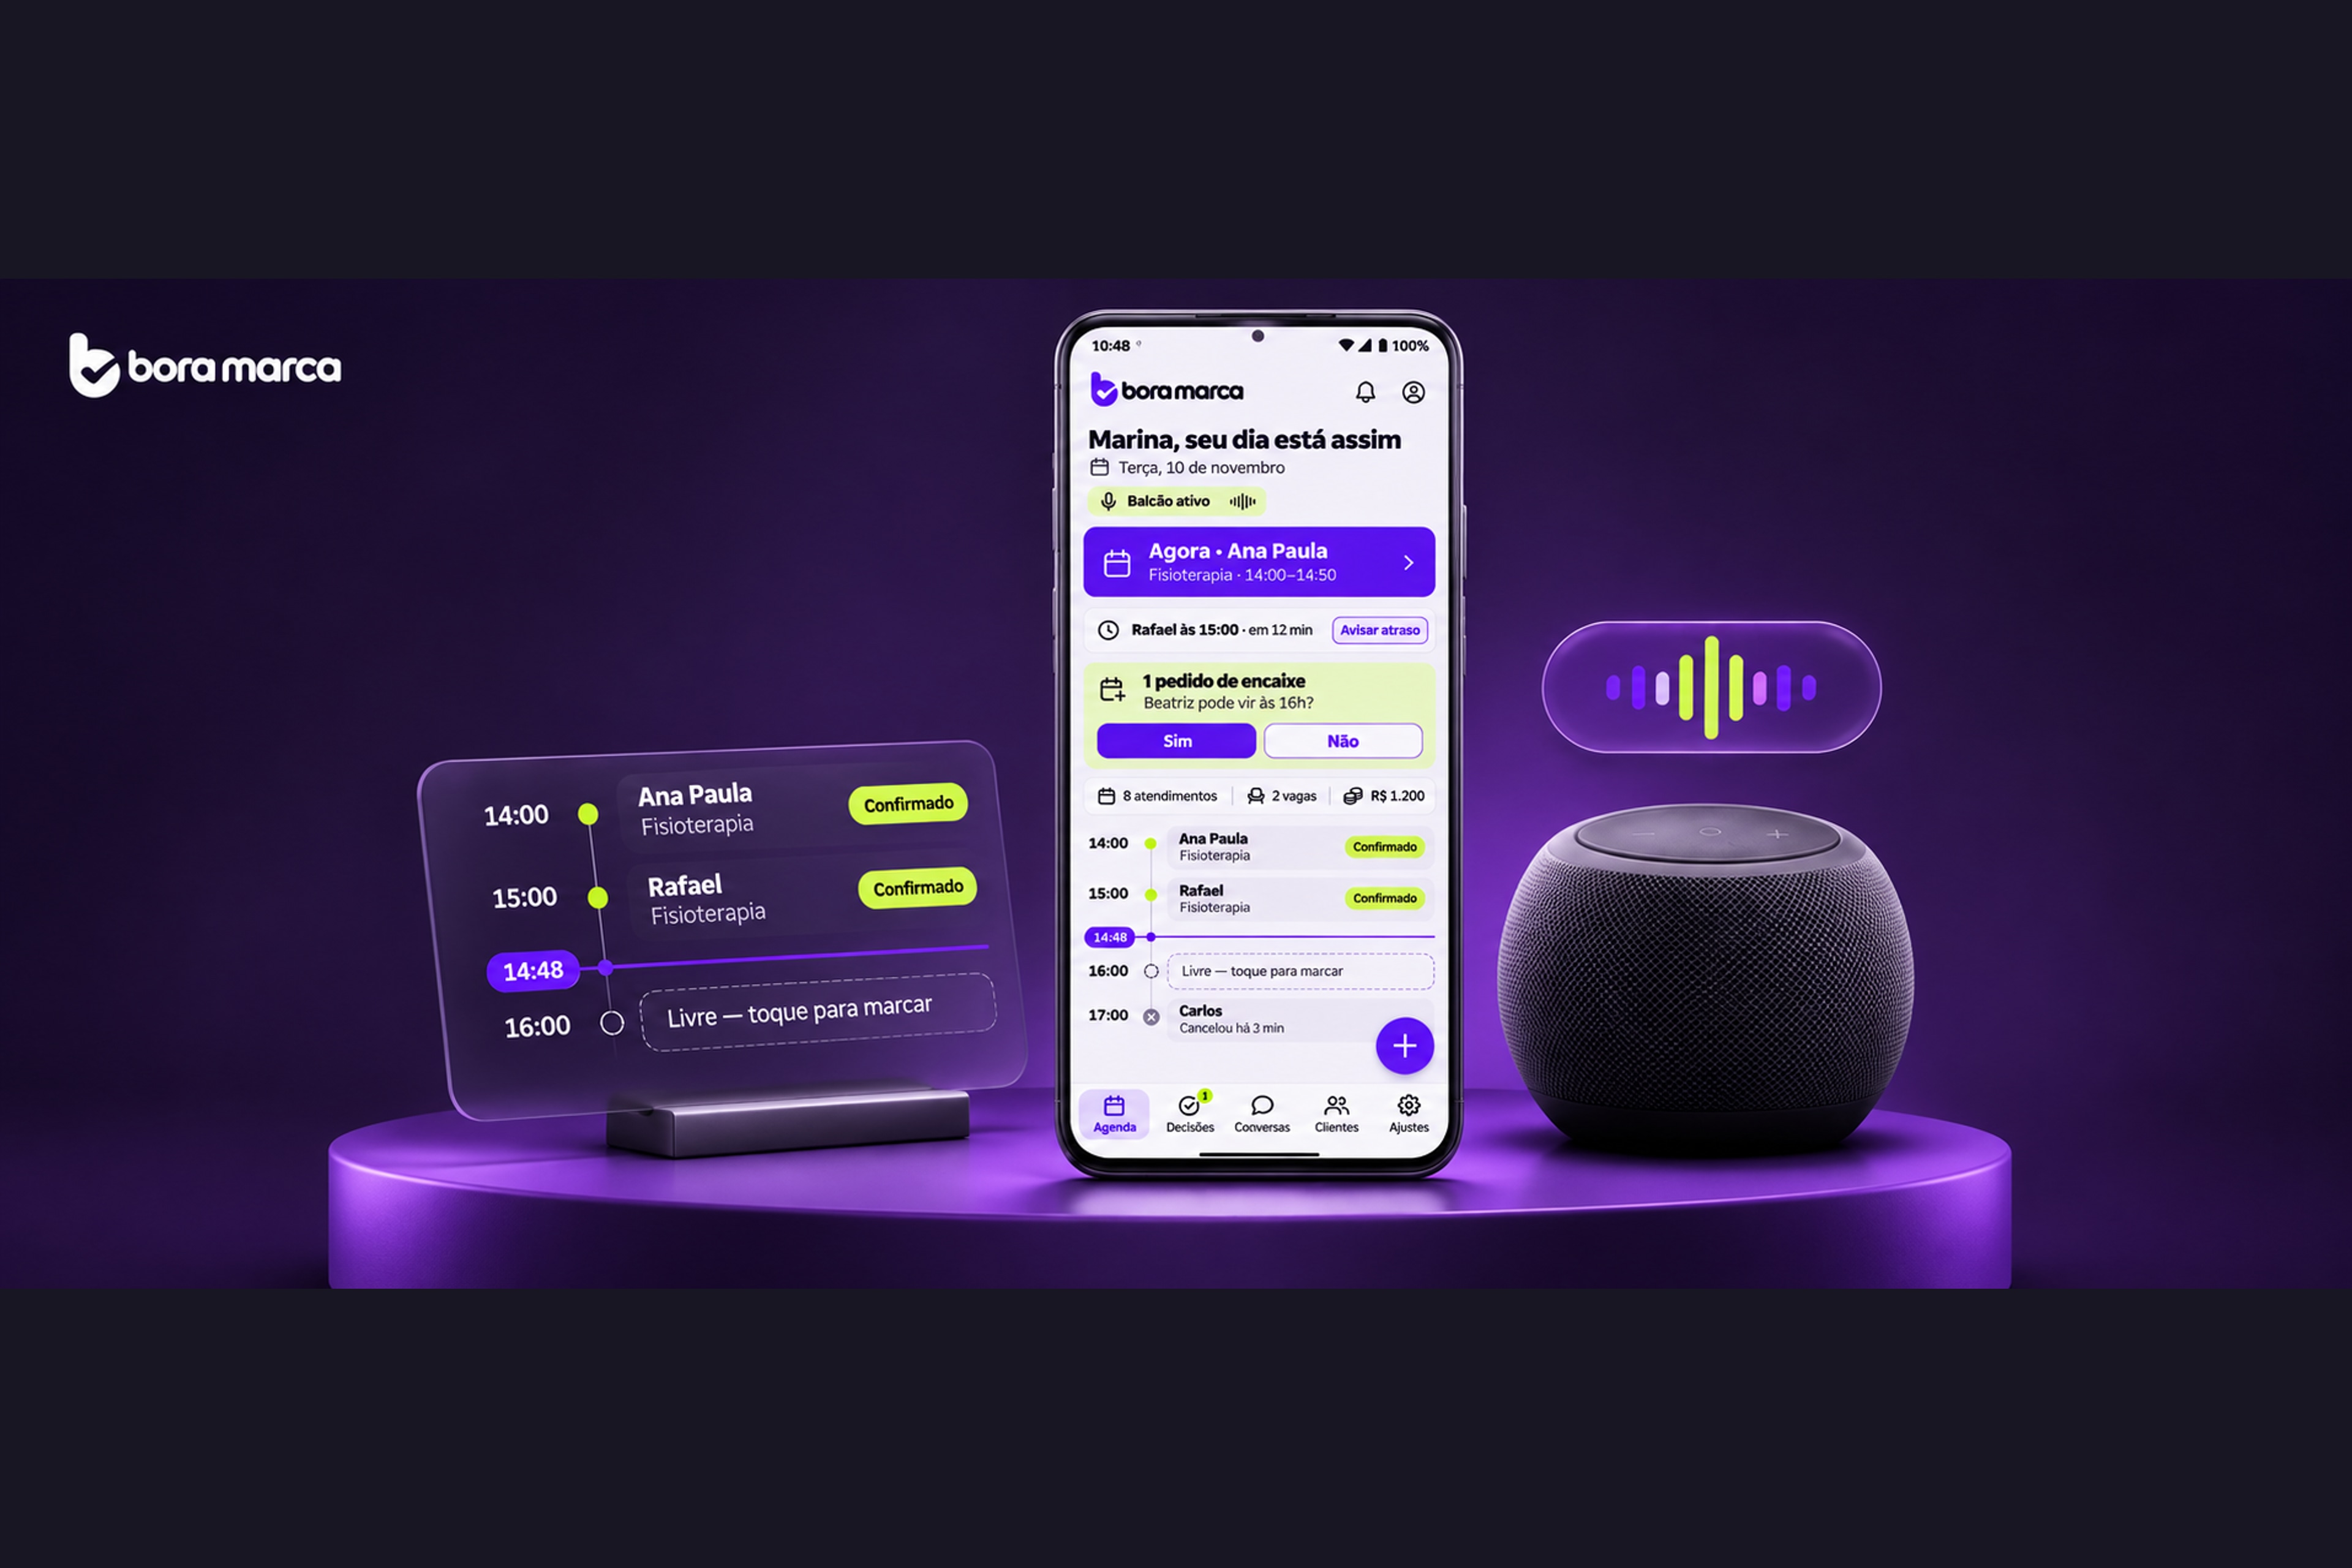 bora marca
14:00 Ana Paula Confirmado
Fisioterapia
15:00 Rafael Confirmado
Fisioterapia
14:48
16:00 Livre — toque para marcar
10:48 100%
bora marca
Marina, seu dia está assim
Terça, 10 de novembro
Balcão ativo
Agora • Ana Paula
Fisioterapia · 14:00–14:50
Rafael às 15:00 · em 12 min Avisar atraso
1 pedido de encaixe
Beatriz pode vir às 16h?
Sim Não
8 atendimentos 2 vagas R$ 1.200
14:00 Ana Paula Confirmado
Fisioterapia
15:00 Rafael Confirmado
Fisioterapia
14:48
16:00 Livre — toque para marcar
17:00 Carlos
Cancelou há 3 min
1
Agenda Decisões Conversas Clientes Ajustes